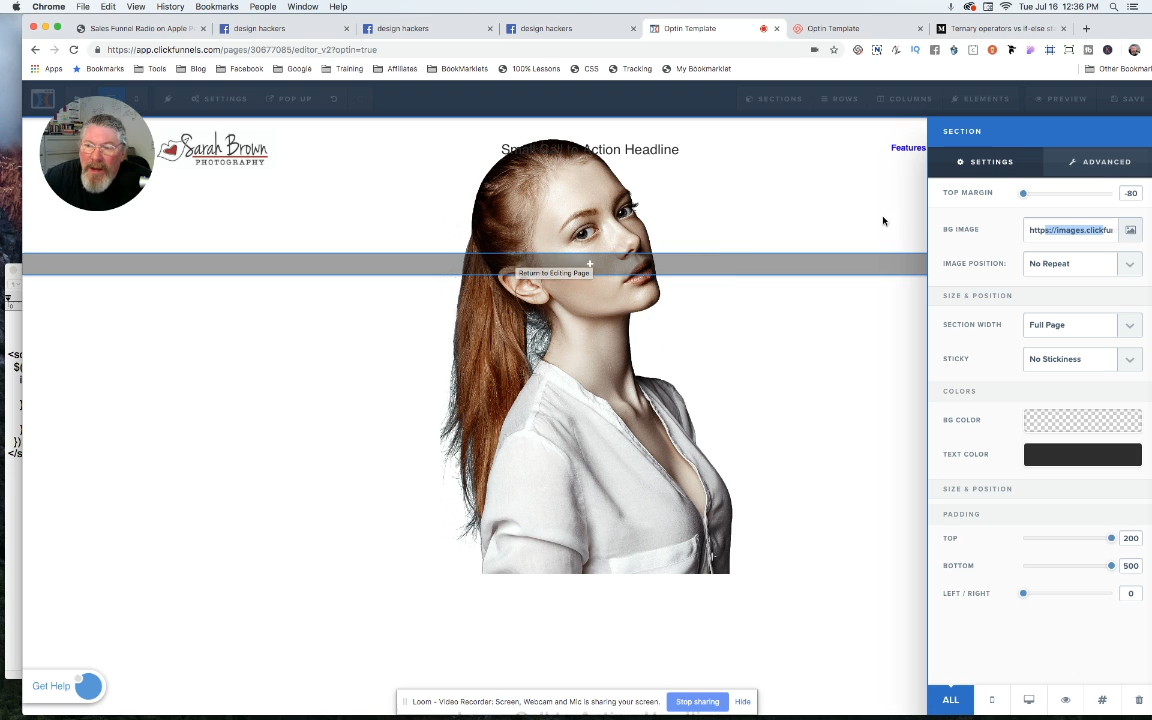 Chrome File Edit View History Bookmarks People Window Help Tue Jul 16 12:36 PM
Sales Funnel Radio on Apple P design hackers design hackers design hackers Optin Template Optin Template Ternary operators vs if-else st
https://app.clickfunnels.com/pages/30677085/editor_v2?optin=true
Apps Bookmarks Tools Blog Facebook Google Training Affiliates BookMarklets 100% Lessons CSS Tracking My Bookmarklet Other Bookmar
SETTINGS POP UP SECTIONS ROWS COLUMNS ELEMENTS PREVIEW SAVE
SECTION
SETTINGS ADVANCED
Sarah Brown
PHOTOGRAPHY
Headline
Features
TOP MARGIN -80
BG IMAGE https://images.clickfu
IMAGE POSITION: No Repeat
Return to Editing Page
SIZE & POSITION
SECTION WIDTH Full Page
STICKY No Stickiness
COLORS
BG COLOR
TEXT COLOR
SIZE & POSITION
PADDING
TOP 200
BOTTOM 500
LEFT / RIGHT 0
Get Help
Loom - Video Recorder: Screen, Webcam and Mic is sharing your screen. Stop sharing Hide
ALL